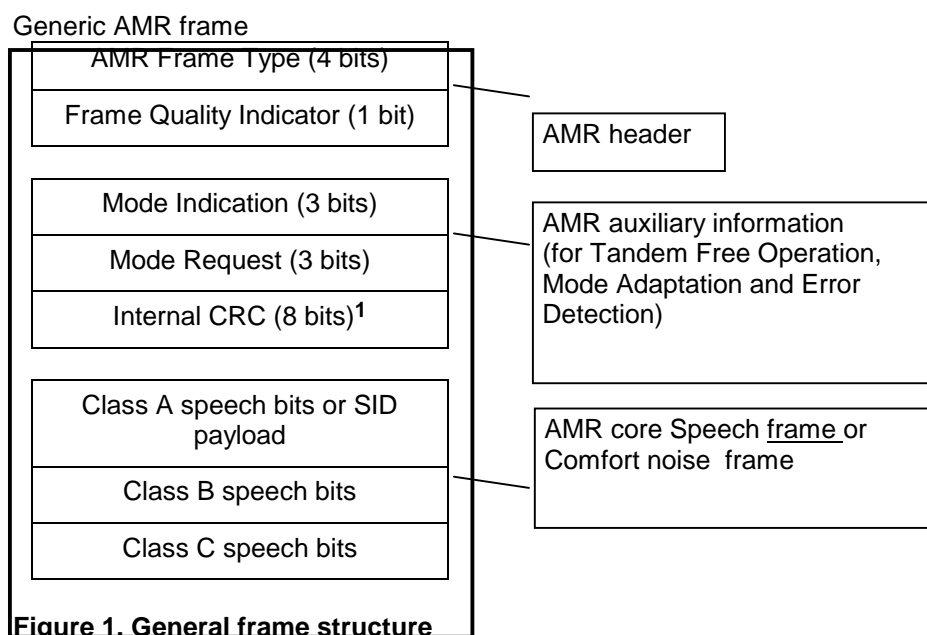 Generic AMR frame
AMR Frame Type (4 bits)
Frame Quality Indicator (1 bit)
AMR header
Mode Indication (3 bits)
Mode Request (3 bits)
Internal CRC (8 bits)1
AMR auxiliary information
(for Tandem Free Operation,
Mode Adaptation and Error
Detection)
Class A speech bits or SID
payload
Class B speech bits
Class C speech bits
AMR core Speech frame or
Comfort noise frame
Figure 1. General frame structure